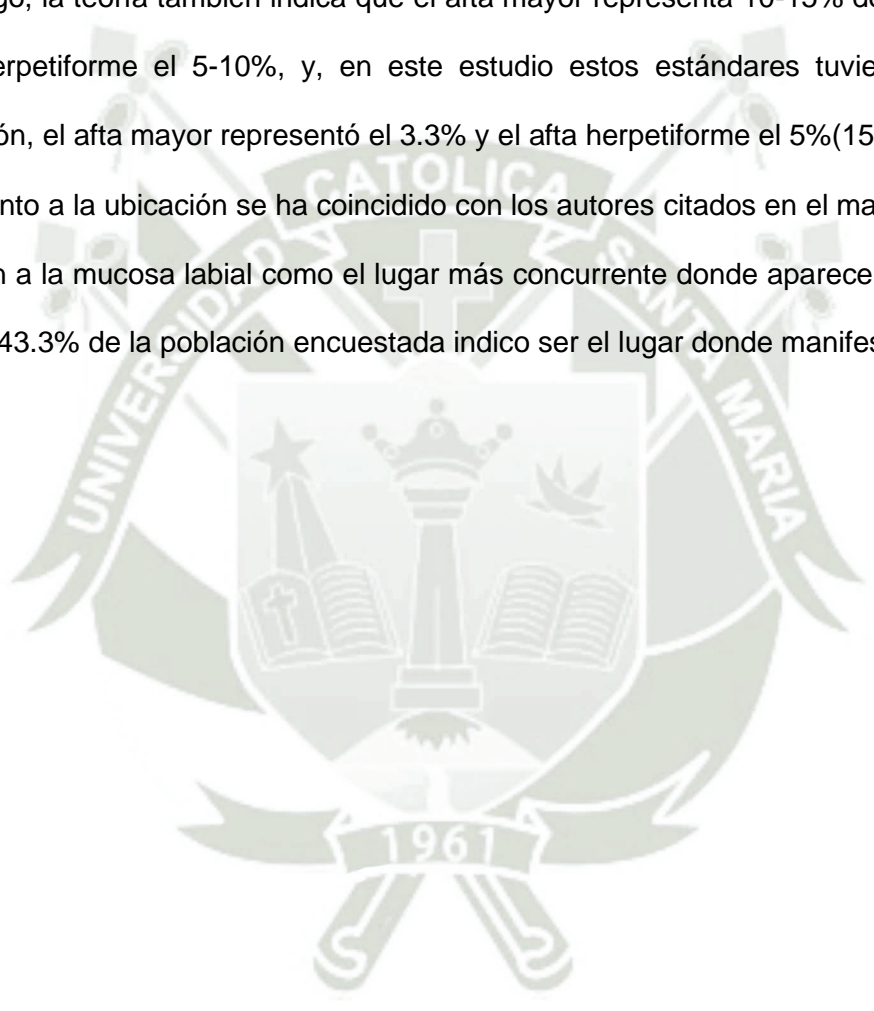 go, la teoría también indica que el afta mayor representa 10-15% de
erpetiforme el 5-10%, y, en este estudio estos estándares tuvie
ón, el afta mayor representó el 3.3% y el afta herpetiforme el 5%(15
nto a la ubicación se ha coincidido con los autores citados en el ma
n a la mucosa labial como el lugar más concurrente donde aparece
43.3% de la población encuestada indico ser el lugar donde manifes
UNIVERSIDAD CATOLICA SANTA MARIA
1961